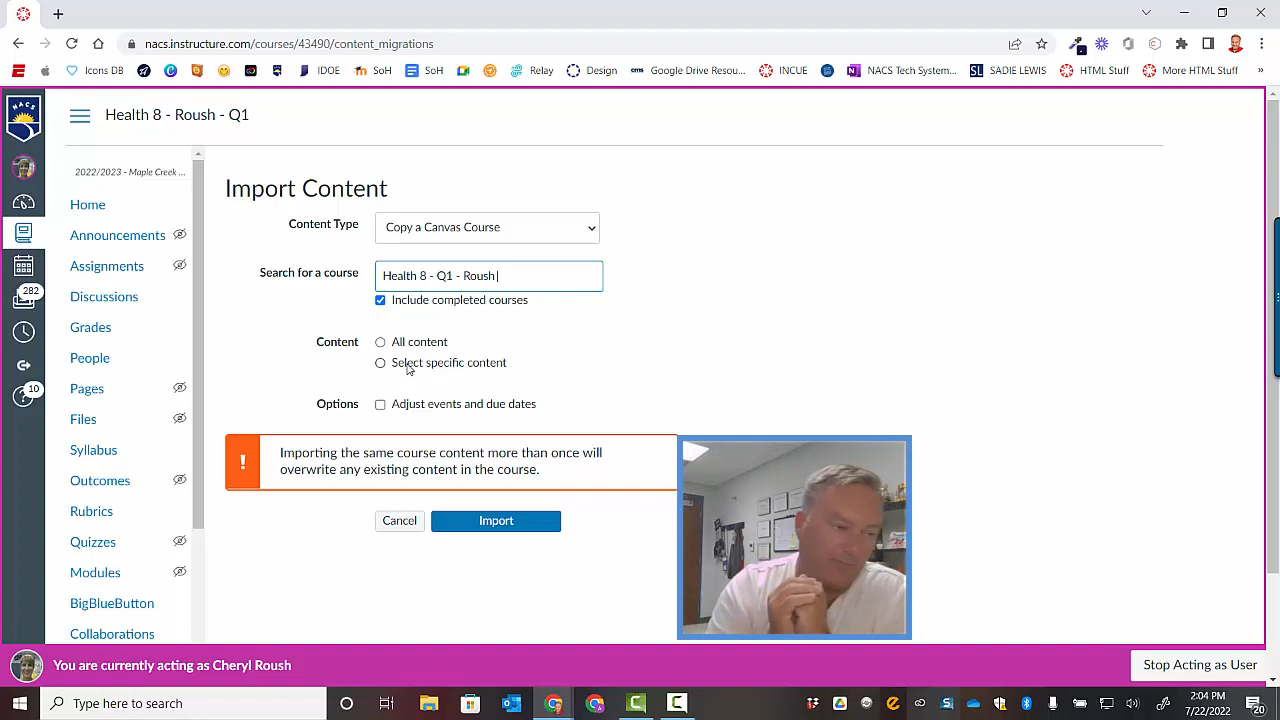 nacs.instructure.com/courses/43490/content_migrations
Icons DB
IDOE
SoH
SoH
Relay
Design
cms
Google Drive Resou...
INCUE
NACS Tech System...
SL
SADIE LEWIS
HTML Stuff
More HTML Stuff
»
NACS
Health 8 - Roush - Q1
2022/2023 - Maple Creek ...
Home
Announcements
Assignments
Discussions
Grades
People
Pages
Files
Syllabus
Outcomes
Rubrics
Quizzes
Modules
BigBlueButton
Collaborations
282
10
Import Content
Content Type
Copy a Canvas Course
Search for a course
Health 8 - Q1 - Roush
Include completed courses
Content
All content
Select specific content
Options
Adjust events and due dates
!
Importing the same course content more than once will
overwrite any existing content in the course.
Cancel
Import
You are currently acting as Cheryl Roush
Stop Acting as User
Type here to search
2:04 PM
7/22/2022
20